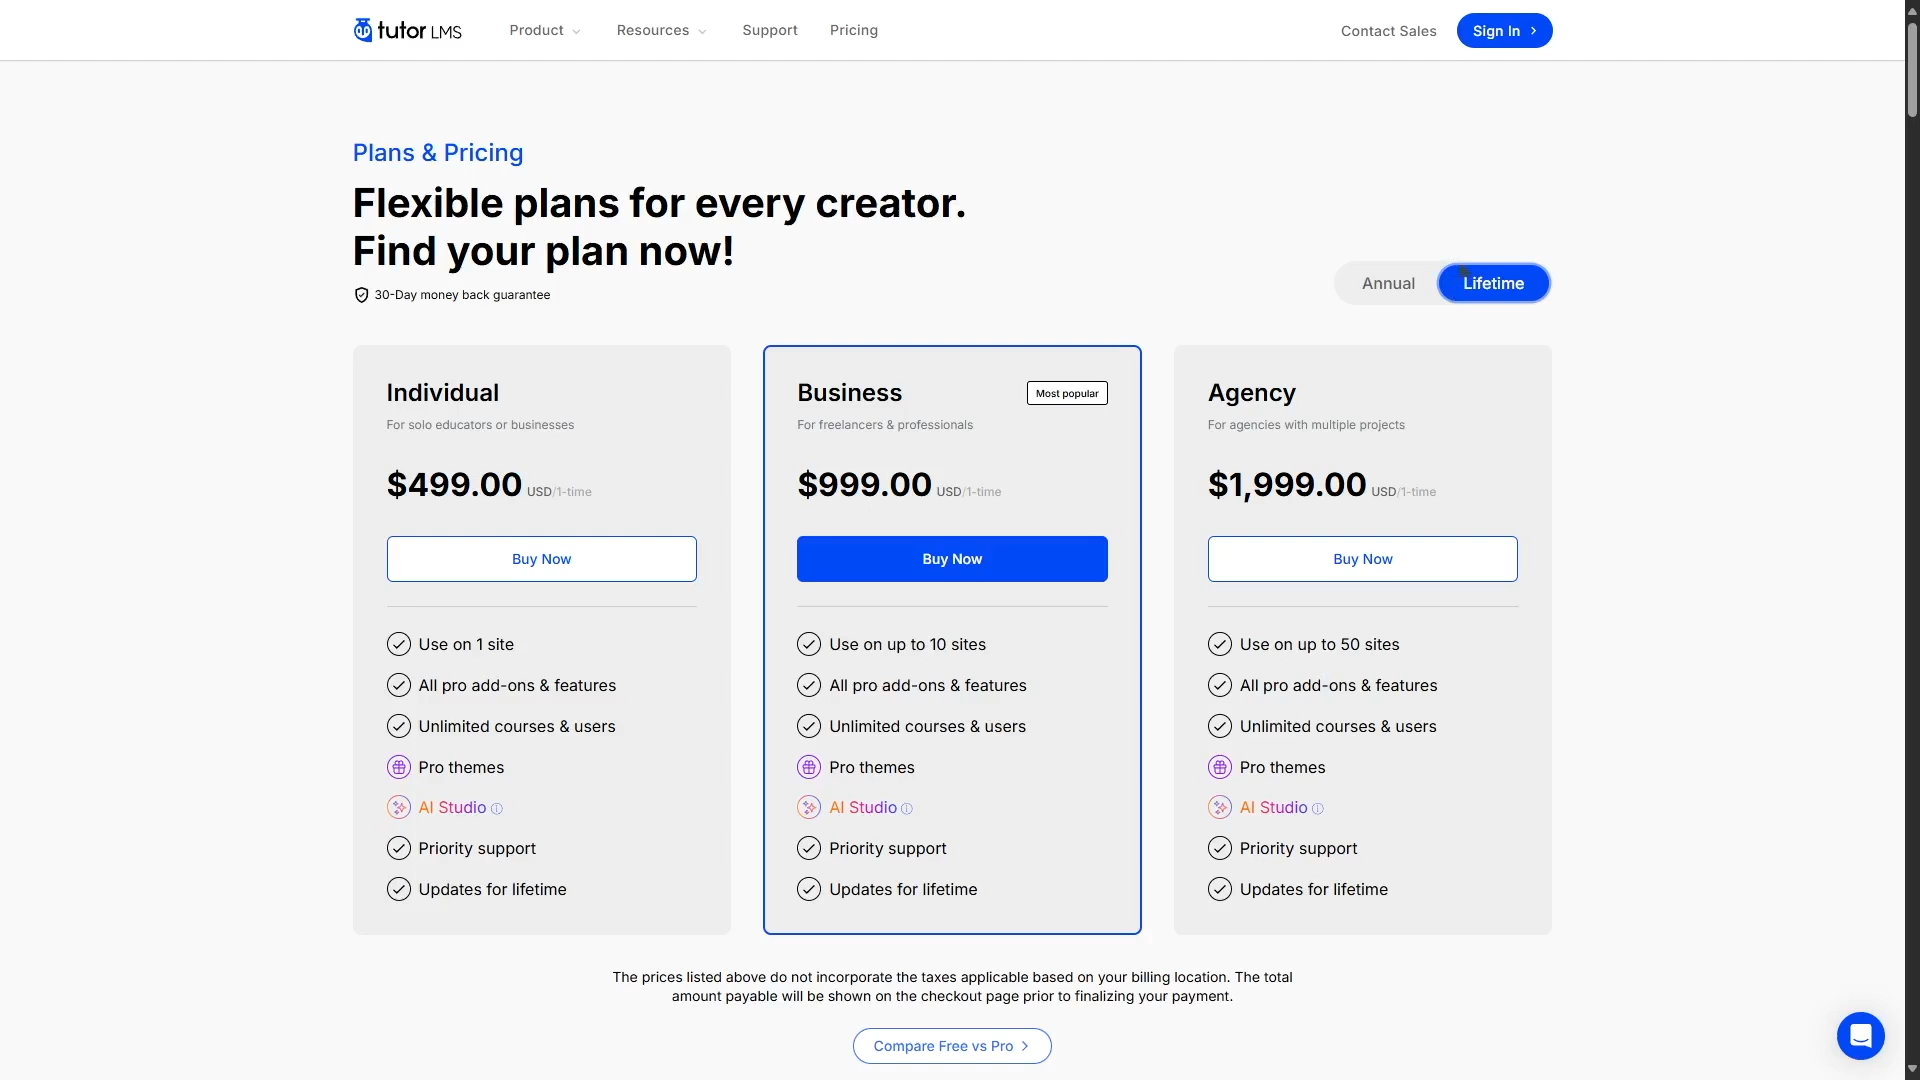 tutor LMS
Product
Resources
Support
Pricing
Contact Sales
Sign In
Plans & Pricing
Flexible plans for every creator.
Find your plan now!
30-Day money back guarantee
Annual
Lifetime
Individual
For solo educators or businesses
$499.00 USD/1-time
Buy Now
Use on 1 site
All pro add-ons & features
Unlimited courses & users
Pro themes
AI Studio
Priority support
Updates for lifetime
Business
Most popular
For freelancers & professionals
$999.00 USD/1-time
Buy Now
Use on up to 10 sites
All pro add-ons & features
Unlimited courses & users
Pro themes
AI Studio
Priority support
Updates for lifetime
Agency
For agencies with multiple projects
$1,999.00 USD/1-time
Buy Now
Use on up to 50 sites
All pro add-ons & features
Unlimited courses & users
Pro themes
AI Studio
Priority support
Updates for lifetime
The prices listed above do not incorporate the taxes applicable based on your billing location. The total
amount payable will be shown on the checkout page prior to finalizing your payment.
Compare Free vs Pro